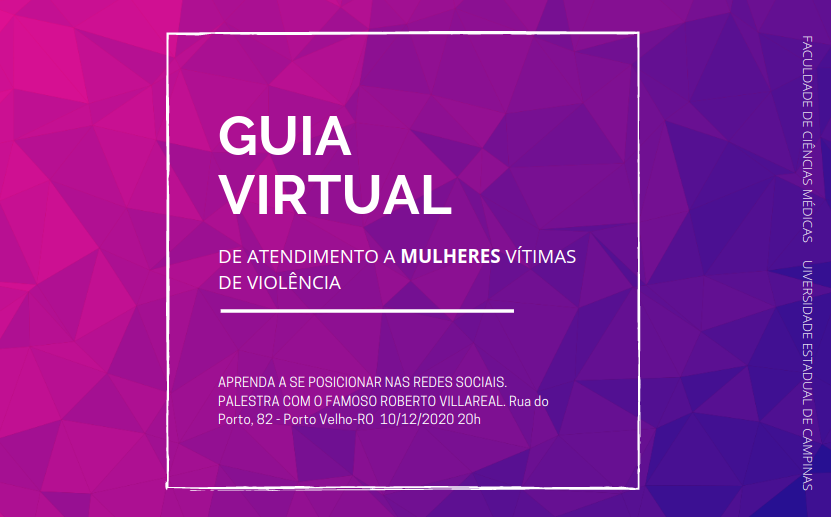 GUIA
VIRTUAL
DE ATENDIMENTO A MULHERES VÍTIMAS
DE VIOLÊNCIA
APRENDA A SE POSICIONAR NAS REDES SOCIAIS.
PALESTRA COM O FAMOSO ROBERTO VILLAREAL. Rua do
Porto, 82 - Porto Velho-RO 10/12/2020 20h
FACULDADE DE CIÊNCIAS MÉDICAS UIVERSIDADE ESTADUAL DE CAMPINAS